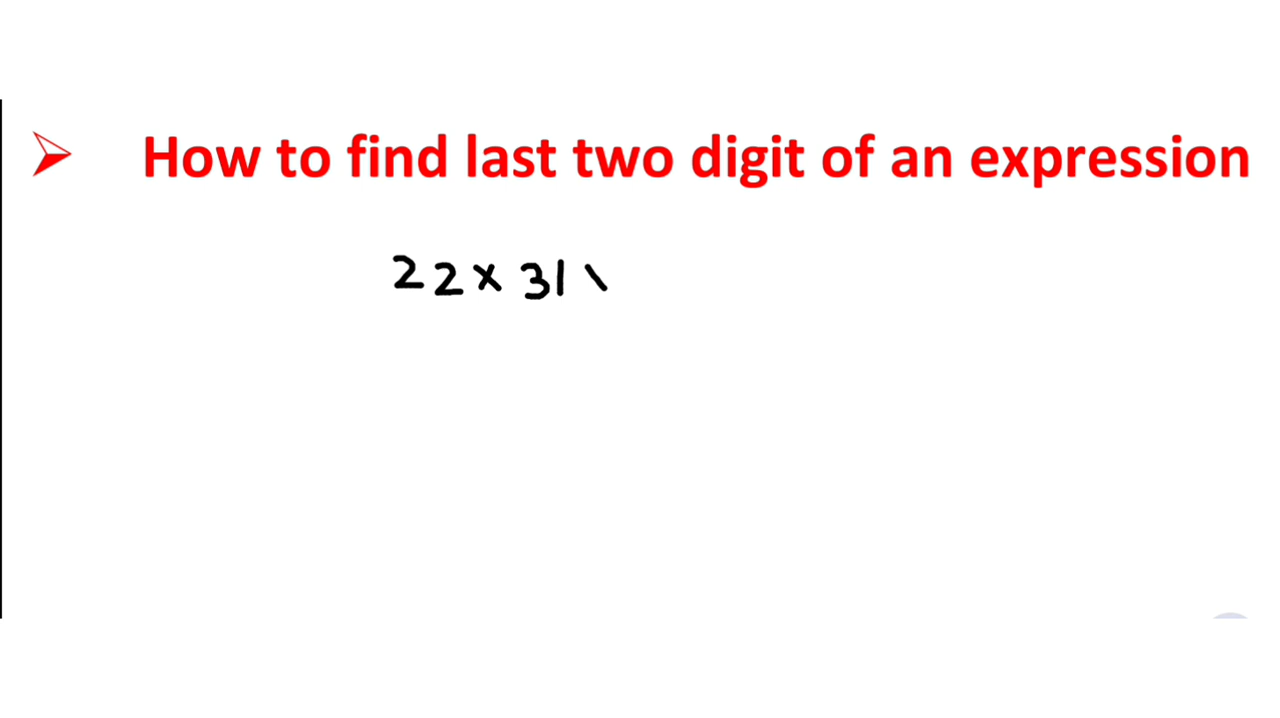 How to find last two digit of an expression
22 x 31 \